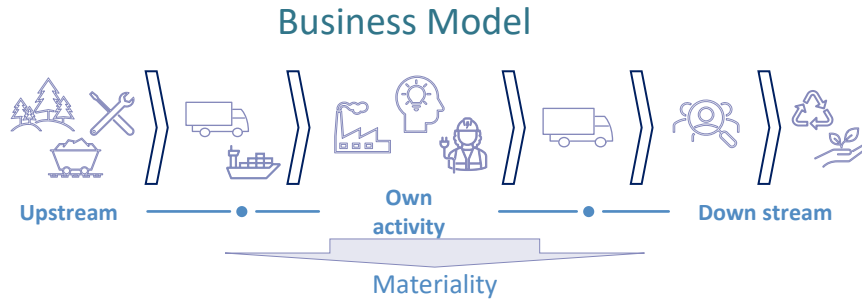 Business Model
Upstream
Own
activity
Down stream
Materiality